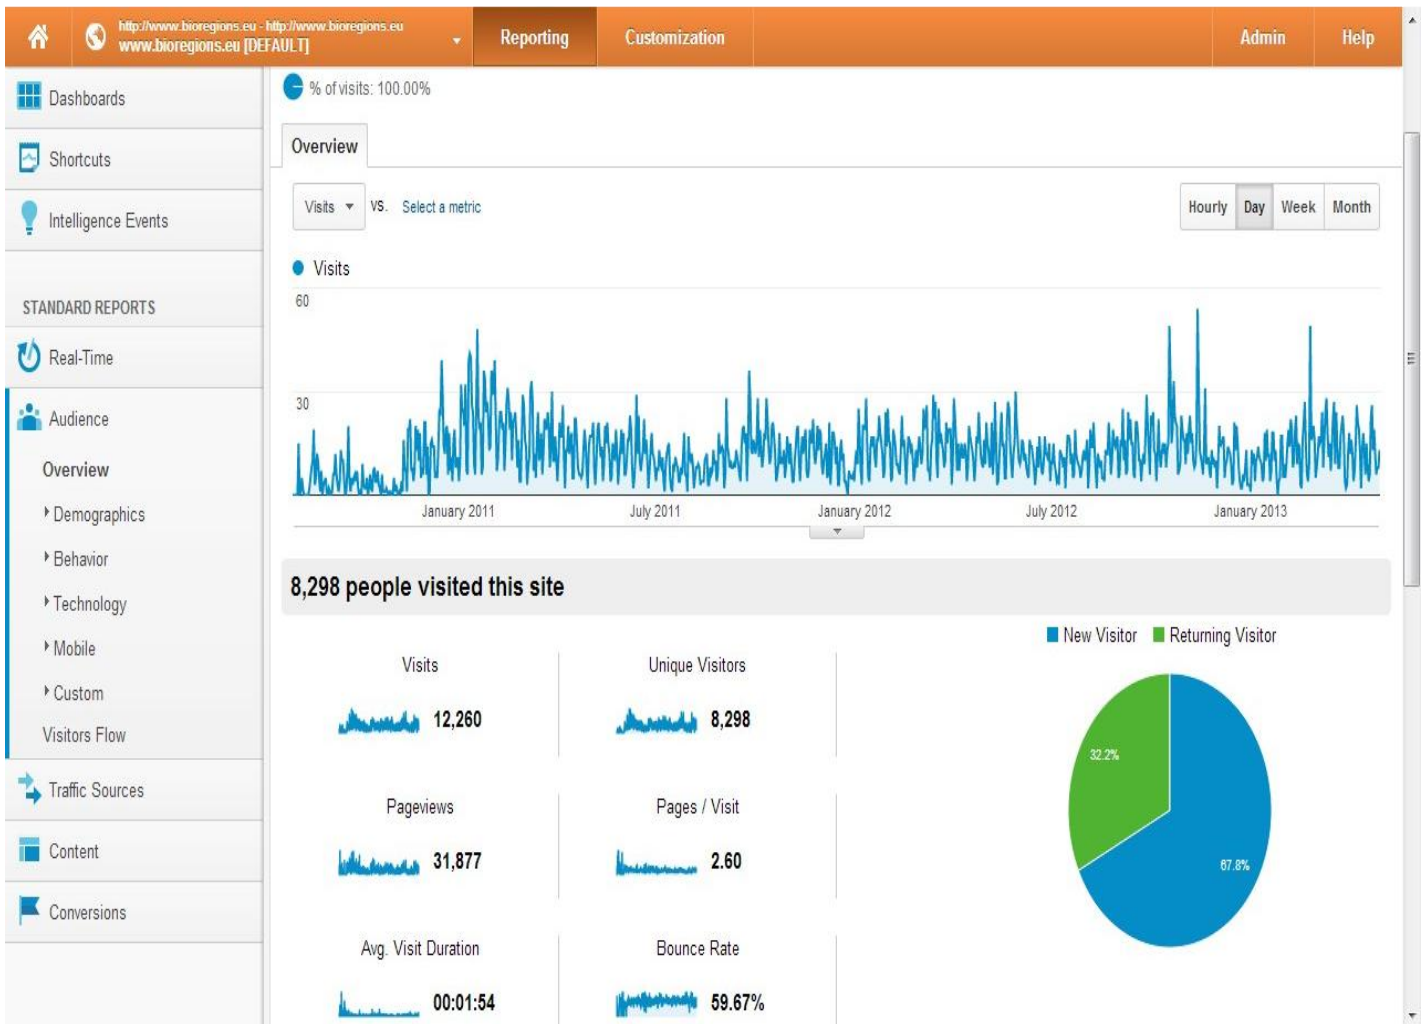 http://www.bioregions.eu - http://www.bioregions.eu
www.bioregions.eu [DEFAULT]
Reporting
Customization
Admin
Help
Dashboards
Shortcuts
Intelligence Events
STANDARD REPORTS
Real-Time
Audience
Overview
Demographics
Behavior
Technology
Mobile
Custom
Visitors Flow
Traffic Sources
Content
Conversions
% of visits: 100.00%
Overview
Visits VS. Select a metric
Hourly Day Week Month
Visits
60
30
January 2011 July 2011 January 2012 July 2012 January 2013
8,298 people visited this site
Visits
12,260
Unique Visitors
8,298
Pageviews
31,877
Pages / Visit
2.60
Avg. Visit Duration
00:01:54
Bounce Rate
59.67%
New Visitor Returning Visitor
32.2%
67.8%